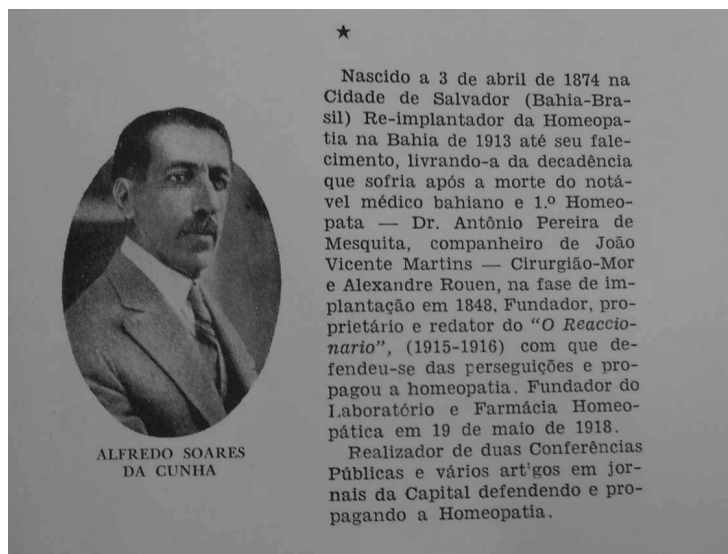 Nascido a 3 de abril de 1874 na
Cidade de Salvador (Bahia-Bra-
sil) Re-implantador da Homeopa-
tia na Bahia de 1913 até seu fale-
cimento, livrando-a da decadência
que sofria após a morte do notá-
vel médico bahiano e 1.º Homeo-
pata — Dr. Antônio Pereira de
Mesquita, companheiro de João
Vicente Martins — Cirurgião-Mor
e Alexandre Rouen, na fase de im-
plantação em 1848, Fundador, pro-
prietário e redator do "O Reaccio-
nario", (1915-1916) com que de-
fendeu-se das perseguições e pro-
pagou a homeopatia. Fundador do
Laboratório e Farmácia Homeo-
pática em 19 de maio de 1918.
Realizador de duas Conferências
Públicas e vários artigos em jor-
nais da Capital defendendo e pro-
pagando a Homeopatia.
ALFREDO SOARES
DA CUNHA